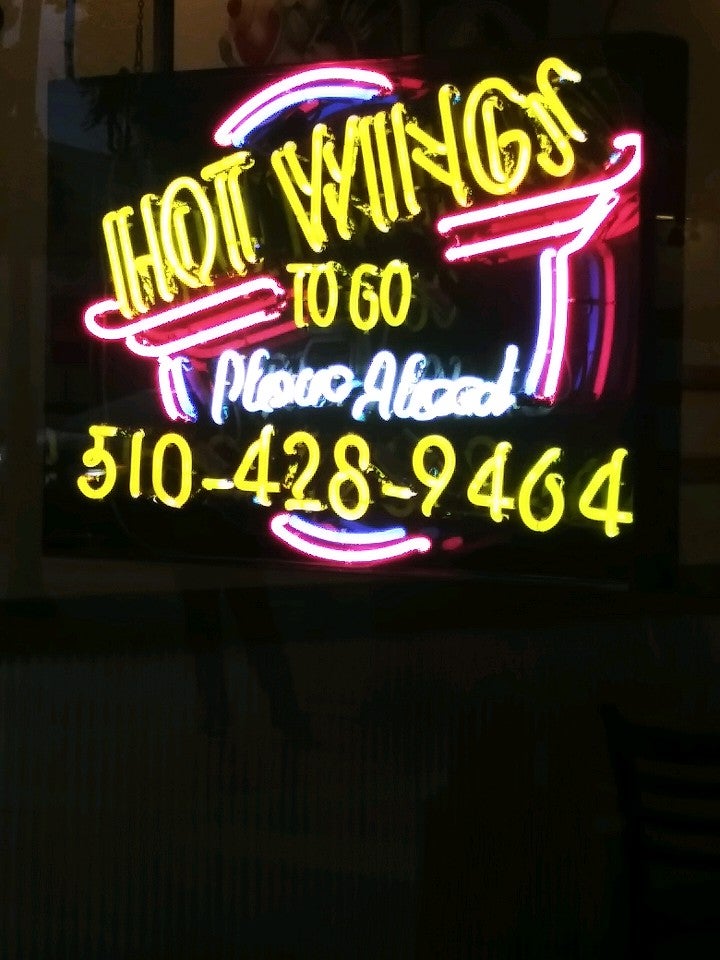 HOT WINGS
TO GO
Phone Ahead
510-428-9464